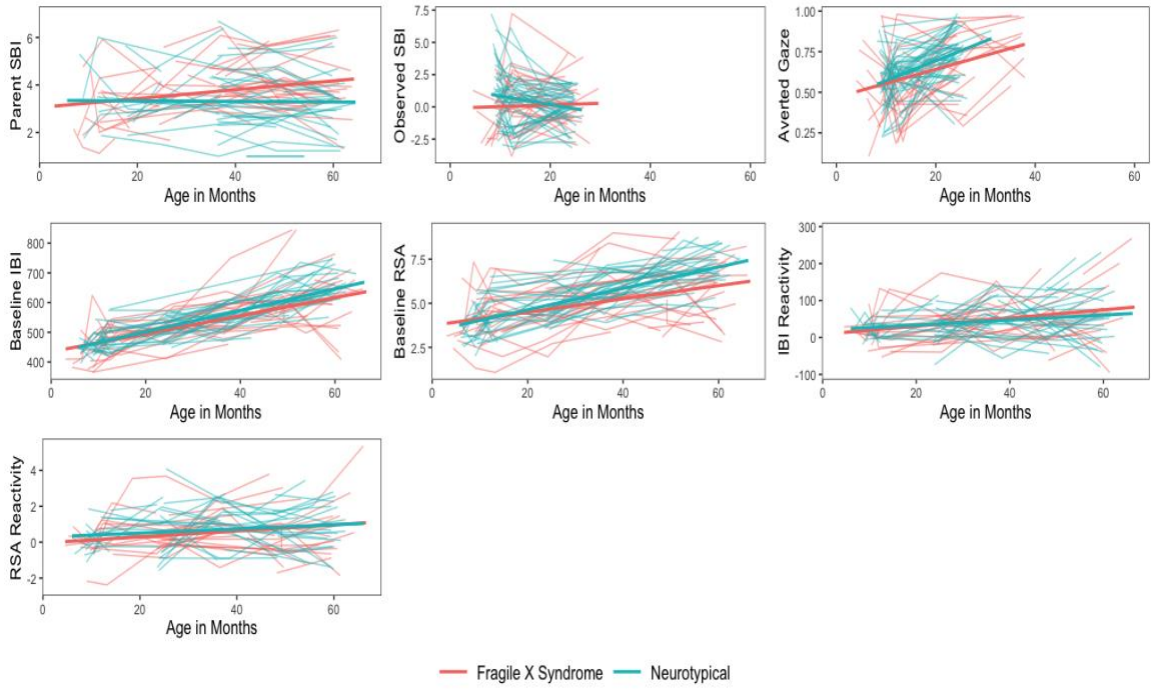 Parent SBI
6
4
2
0 20 40 60
Age in Months
Observed SBI
7.5
5.0
2.5
0.0
-2.5
0 20 40 60
Age in Months
Averted Gaze
1.00
0.75
0.50
0.25
0 20 40 60
Age in Months
Baseline IBI
800
700
600
500
400
20 40 60
Age in Months
Baseline RSA
7.5
5.0
2.5
0 20 40 60
Age in Months
IBI Reactivity
300
200
100
0
-100
0 20 40 60
Age in Months
RSA Reactivity
4
2
0
-2
0 20 40 60
Age in Months
Fragile X Syndrome Neurotypical